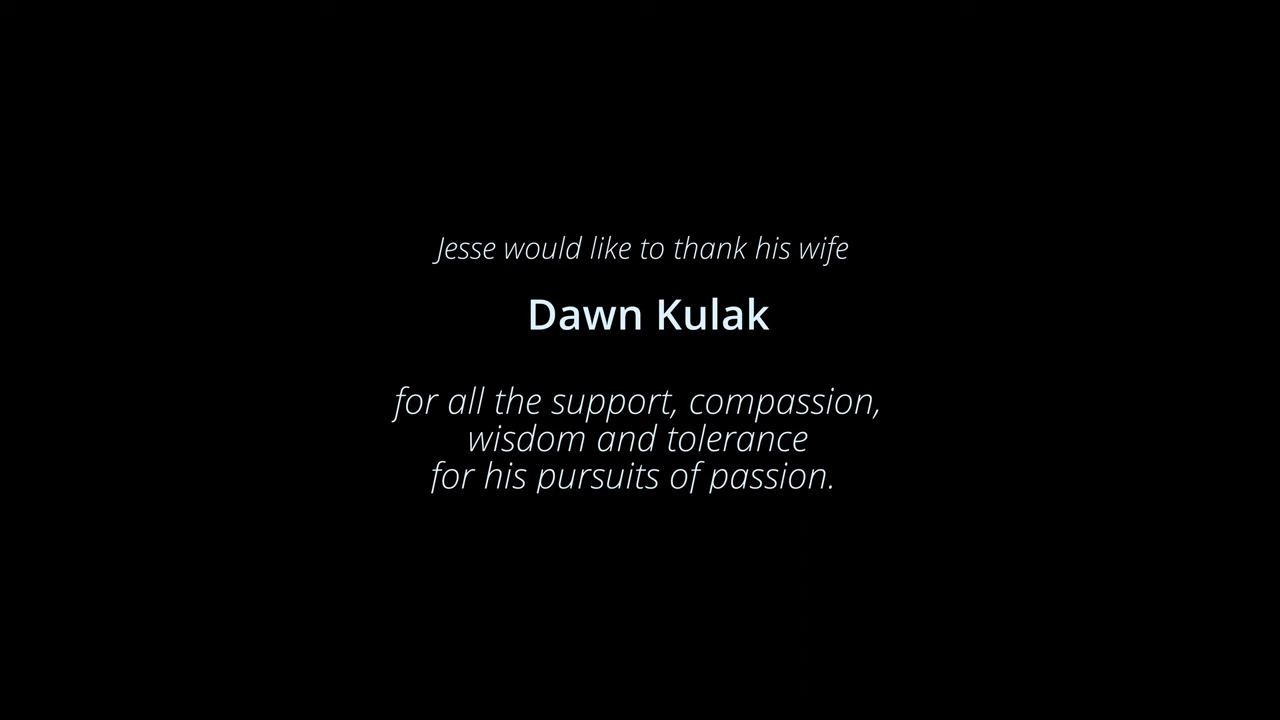 Jesse would like to thank his wife
Dawn Kulak
for all the support, compassion,
wisdom and tolerance
for his pursuits of passion.